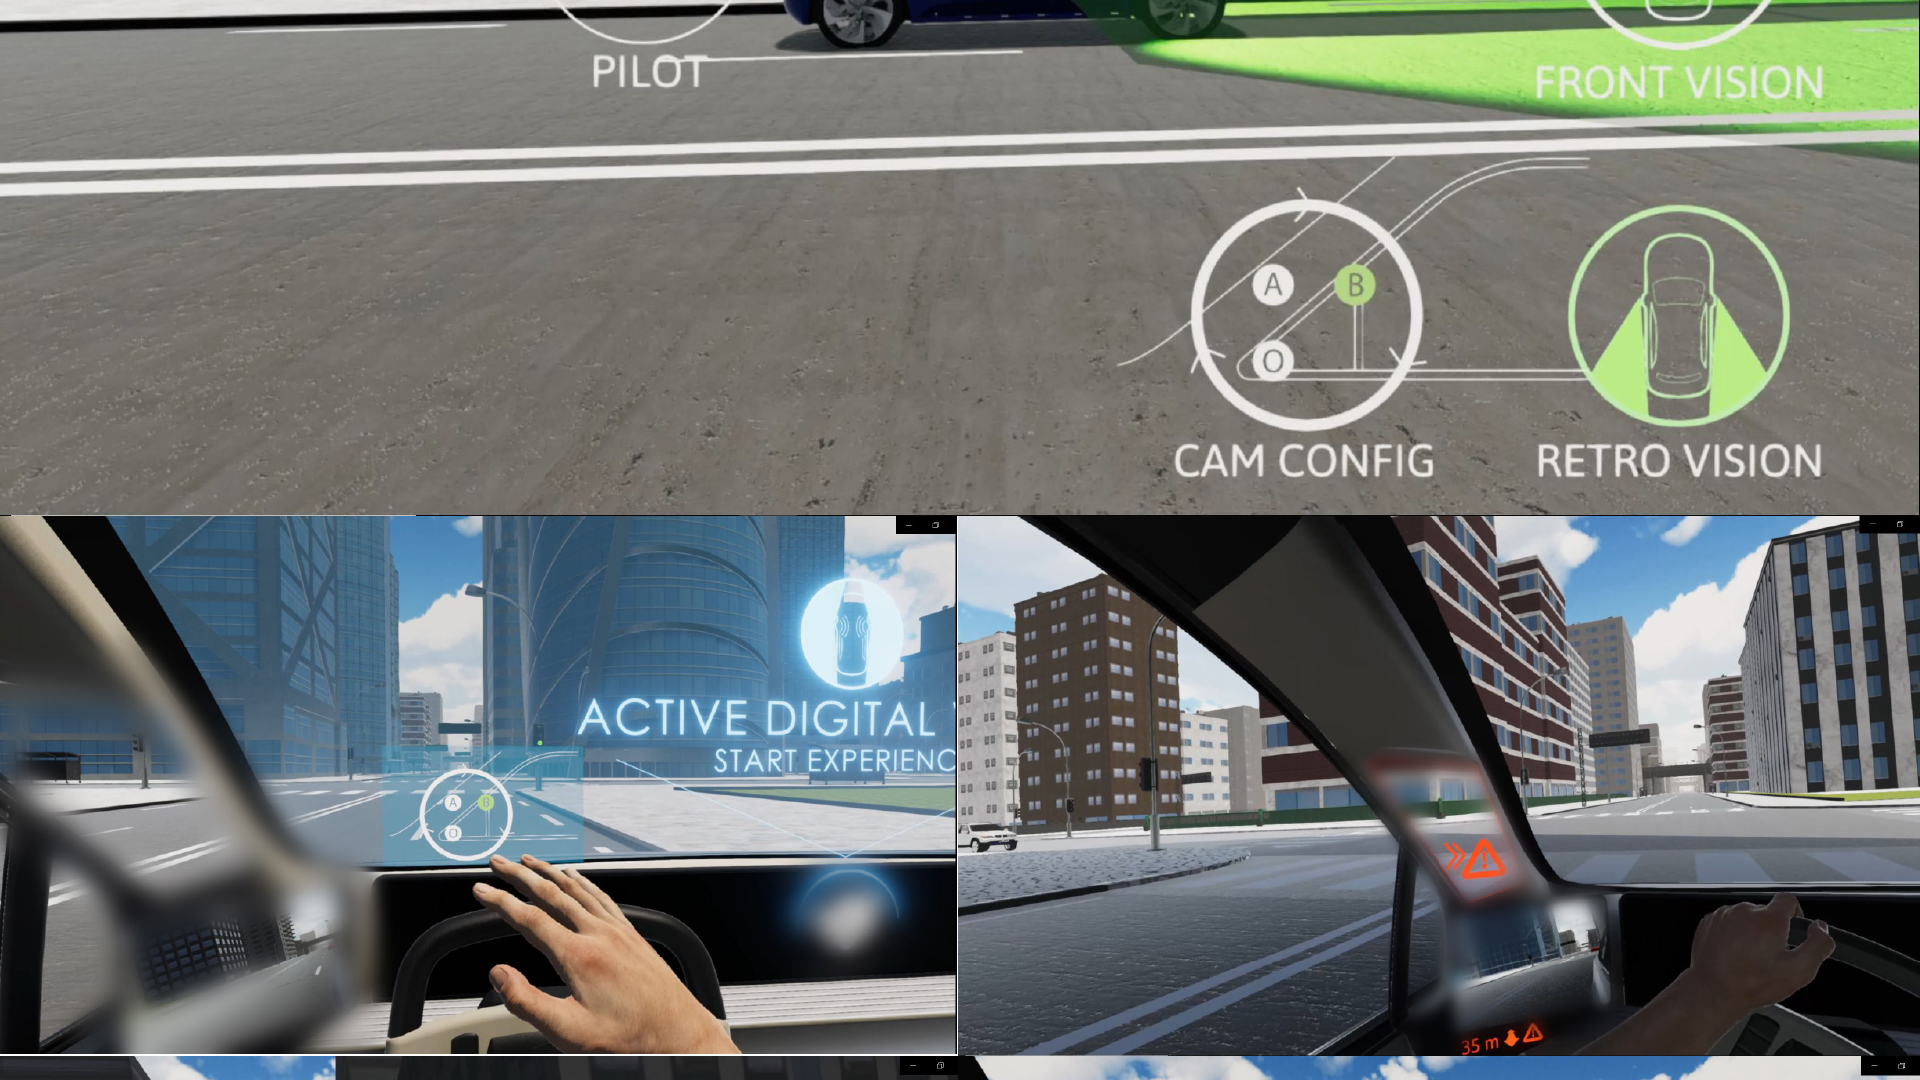 PILOT
FRONT VISION
A
B
O
CAM CONFIG
RETRO VISION
ACTIVE DIGITAL
START EXPERIENC
A
B
O
35 m